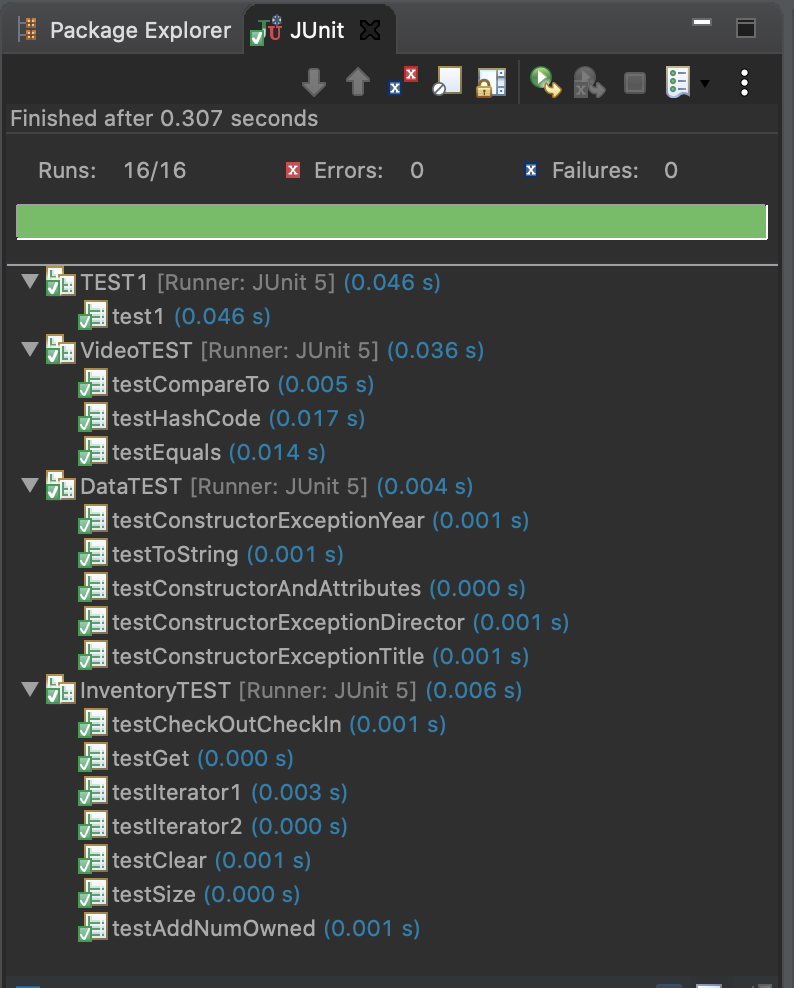 Package Explorer JUnit
Finished after 0.307 seconds
Runs: 16/16 Errors: 0 Failures: 0
TEST1 [Runner: JUnit 5] (0.046 s)
test1 (0.046 s)
VideoTEST [Runner: JUnit 5] (0.036 s)
testCompareTo (0.005 s)
testHashCode (0.017 s)
testEquals (0.014 s)
DataTEST [Runner: JUnit 5] (0.004 s)
testConstructorExceptionYear (0.001 s)
testToString (0.001 s)
testConstructorAndAttributes (0.000 s)
testConstructorExceptionDirector (0.001 s)
testConstructorExceptionTitle (0.001 s)
InventoryTEST [Runner: JUnit 5] (0.006 s)
testCheckOutCheckIn (0.001 s)
testGet (0.000 s)
testIterator1 (0.003 s)
testIterator2 (0.000 s)
testClear (0.001 s)
testSize (0.000 s)
testAddNumOwned (0.001 s)